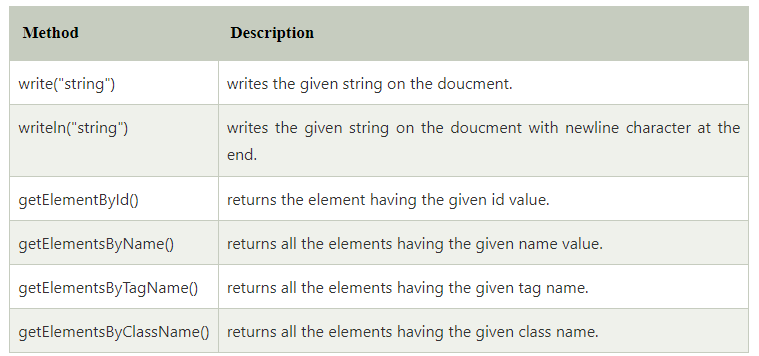 Method Description
write("string") writes the given string on the doucment.
writeln("string") writes the given string on the doucment with newline character at the
end.
getElementById() returns the element having the given id value.
getElementsByName() returns all the elements having the given name value.
getElementsByTagName() returns all the elements having the given tag name.
getElementsByClassName() returns all the elements having the given class name.